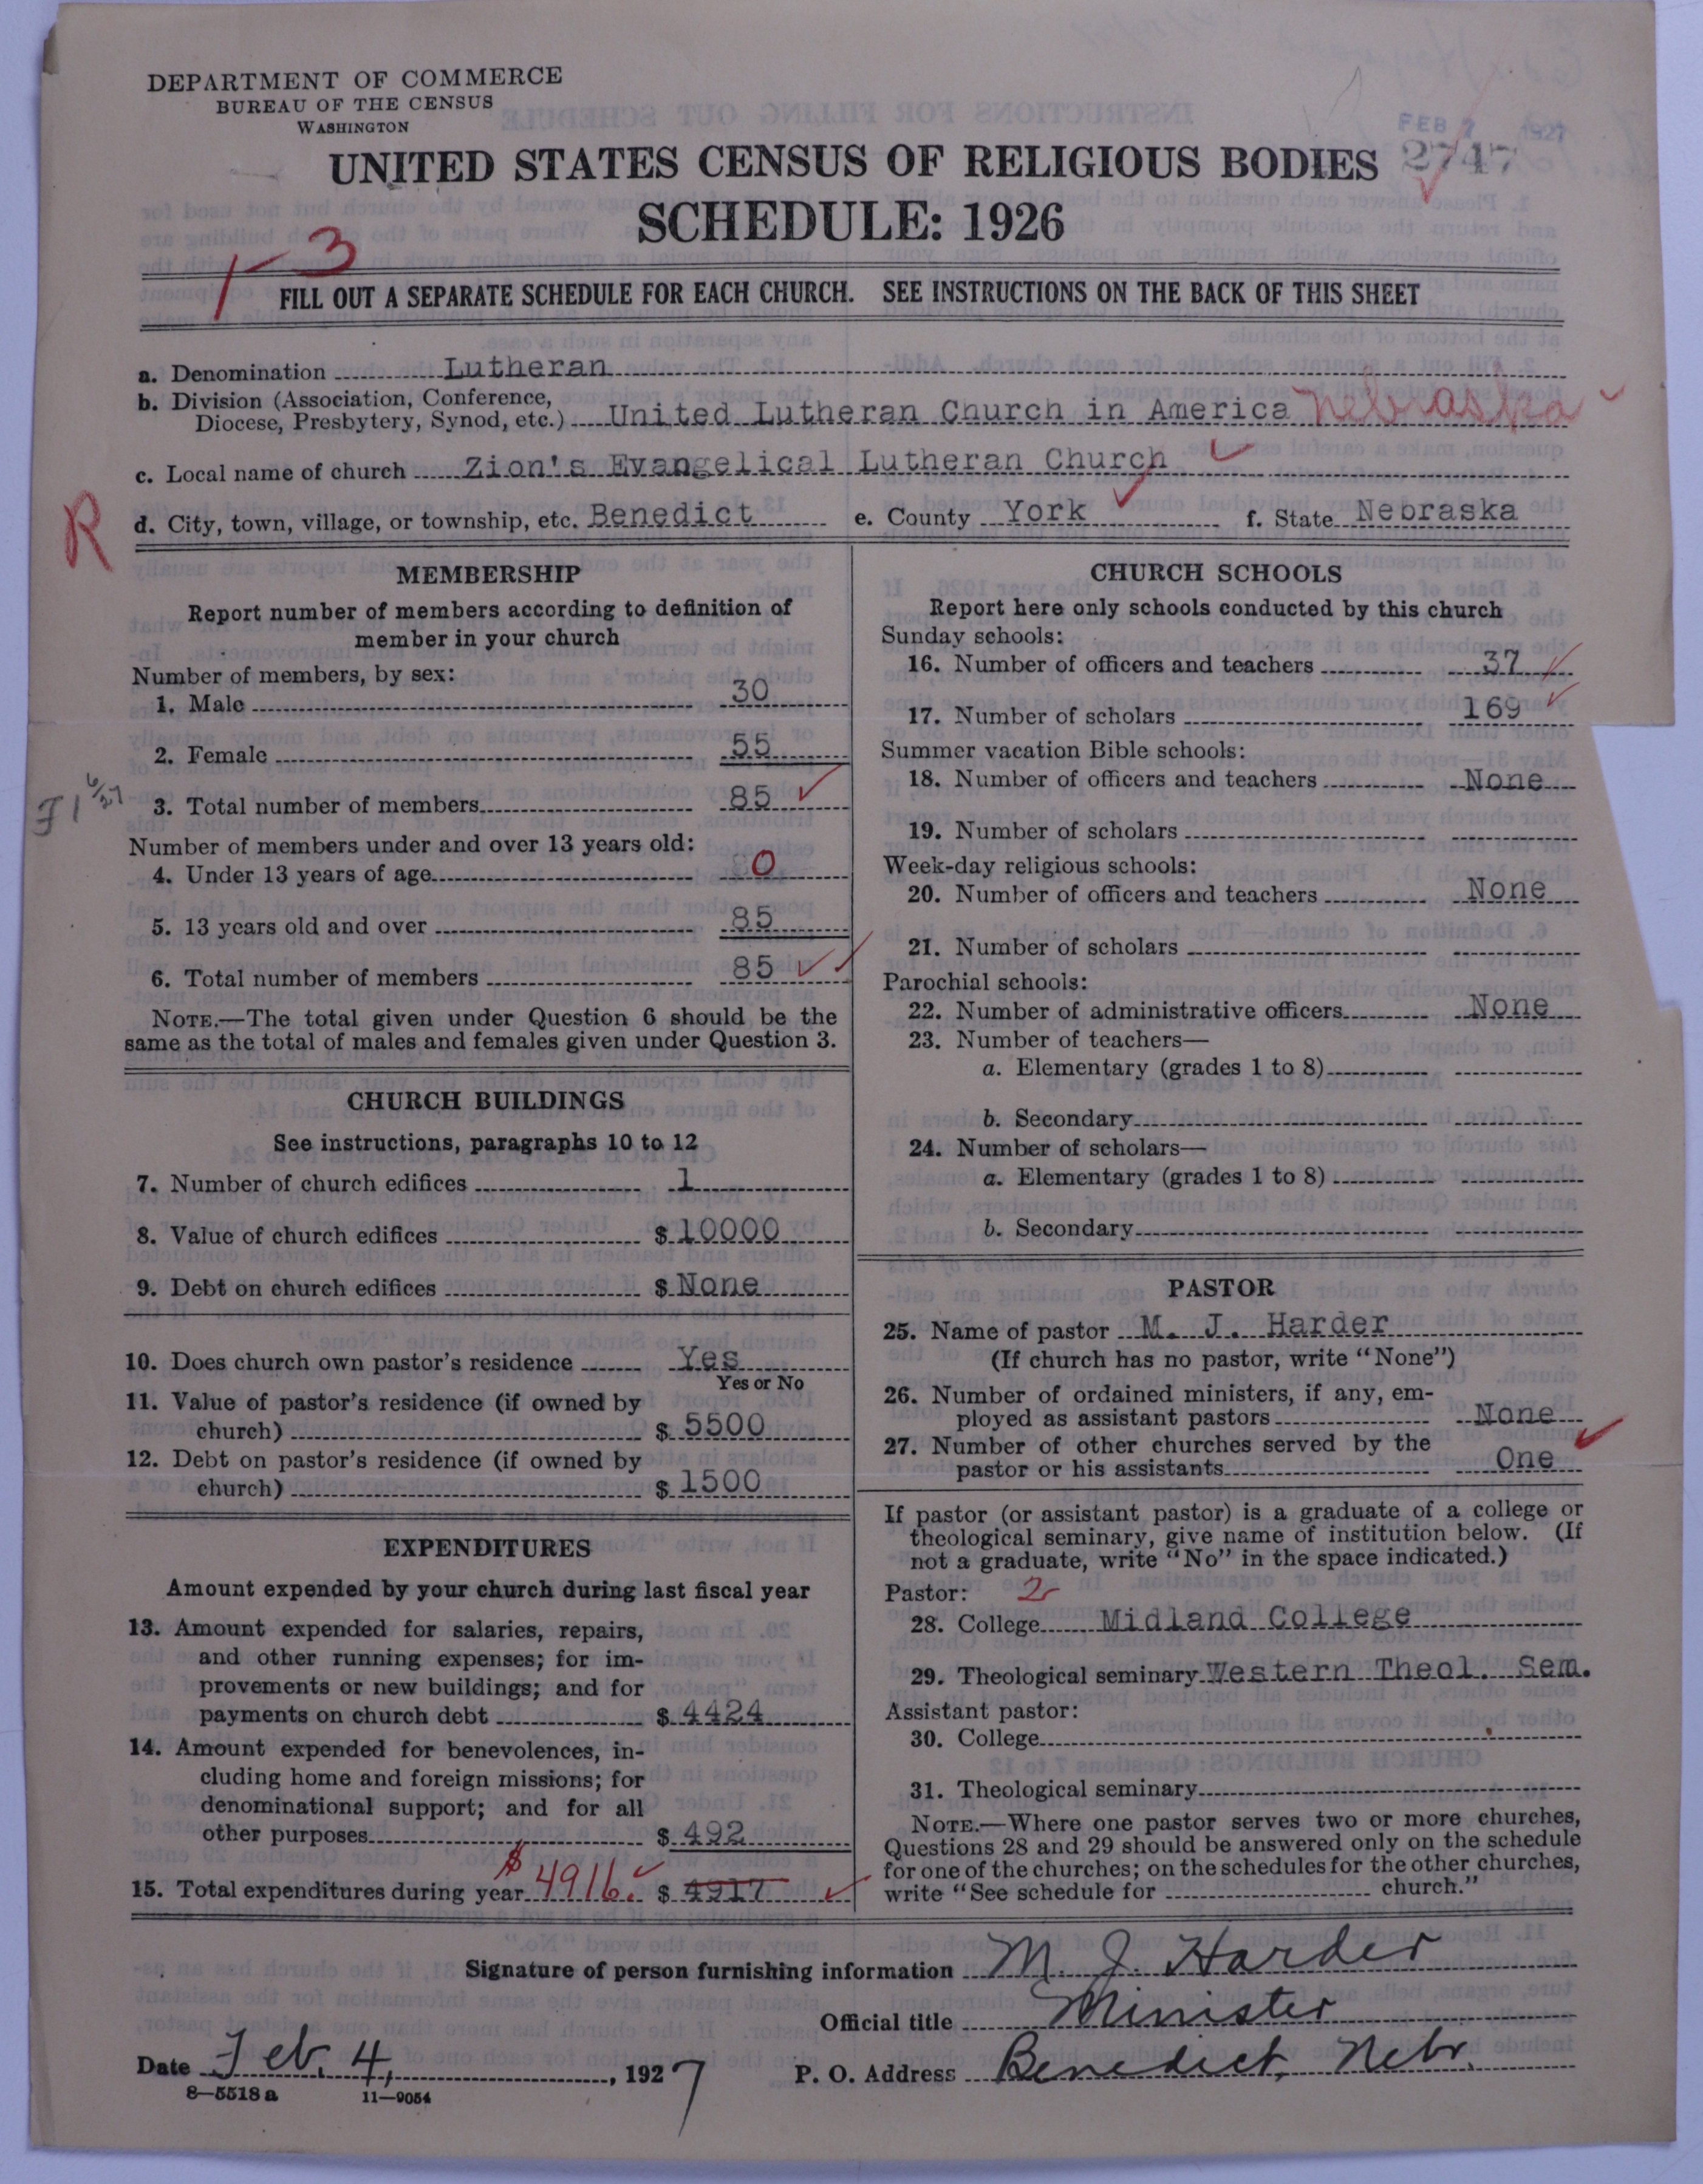 DEPARTMENT OF COMMERCE
BUREAU OF THE CENSUS
WASHINGTON
FEB 7 1927
UNITED STATES CENSUS OF RELIGIOUS BODIES 2747
SCHEDULE: 1926
1-3
FILL OUT A SEPARATE SCHEDULE FOR EACH CHURCH. SEE INSTRUCTIONS ON THE BACK OF THIS SHEET
a. Denomination Lutheran
b. Division (Association, Conference,
Diocese, Presbytery, Synod, etc.) United Lutheran Church in America Nebraska
c. Local name of church Zion's Evangelical Lutheran Church
R
d. City, town, village, or township, etc. Benedict e. County York f. State Nebraska
MEMBERSHIP
Report number of members according to definition of
member in your church
Number of members, by sex:
1. Male 30
2. Female 55
3. Total number of members 85
Number of members under and over 13 years old:
4. Under 13 years of age 0
5. 13 years old and over 85
6. Total number of members 85
NOTE.—The total given under Question 6 should be the
same as the total of males and females given under Question 3.
CHURCH BUILDINGS
See instructions, paragraphs 10 to 12
7. Number of church edifices 1
8. Value of church edifices $ 10000
9. Debt on church edifices $ None
10. Does church own pastor's residence Yes
Yes or No
11. Value of pastor's residence (if owned by
church) $ 5500
12. Debt on pastor's residence (if owned by
church) $ 1500
EXPENDITURES
Amount expended by your church during last fiscal year
13. Amount expended for salaries, repairs,
and other running expenses; for im-
provements or new buildings; and for
payments on church debt $ 4424
14. Amount expended for benevolences, in-
cluding home and foreign missions; for
denominational support; and for all
other purposes $ 492
15. Total expenditures during year $ 4916. $ 4917
CHURCH SCHOOLS
Report here only schools conducted by this church
Sunday schools:
16. Number of officers and teachers 37
17. Number of scholars 169
Summer vacation Bible schools:
18. Number of officers and teachers None
19. Number of scholars
Week-day religious schools:
20. Number of officers and teachers None
21. Number of scholars
Parochial schools:
22. Number of administrative officers None
23. Number of teachers—
a. Elementary (grades 1 to 8)
b. Secondary
24. Number of scholars—
a. Elementary (grades 1 to 8)
b. Secondary
PASTOR
25. Name of pastor M. J. Harder
(If church has no pastor, write "None")
26. Number of ordained ministers, if any, em-
ployed as assistant pastors None
27. Number of other churches served by the
pastor or his assistants One
If pastor (or assistant pastor) is a graduate of a college or
theological seminary, give name of institution below. (If
not a graduate, write "No" in the space indicated.)
Pastor: 2
28. College Midland College
29. Theological seminary Western Theol. Sem.
Assistant pastor:
30. College
31. Theological seminary
NOTE.—Where one pastor serves two or more churches,
Questions 28 and 29 should be answered only on the schedule
for one of the churches; on the schedules for the other churches,
write "See schedule for church."
Signature of person furnishing information M. J. Harder
Official title Minister
Date Feb. 4, 1927 P. O. Address Benedict, Nebr.
8—5518a 11—9054